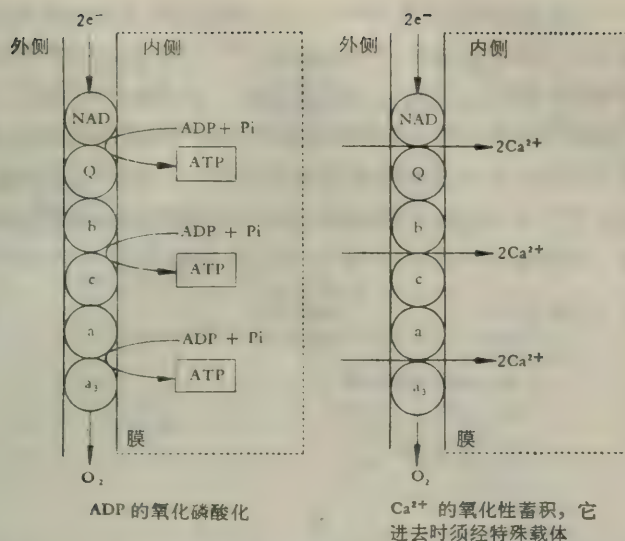 2e⁻
外侧
内侧
NAD
ADP + Pi
Q
ATP
b
ADP + Pi
c
ATP
a
ADP + Pi
a₃
ATP
膜
O₂
ADP 的氧化磷酸化
2e⁻
外侧
内侧
NAD
2Ca²⁺
Q
b
2Ca²⁺
c
a
2Ca²⁺
a₃
膜
O₂
Ca²⁺ 的氧化性蓄积，它
进去时须经特殊载体